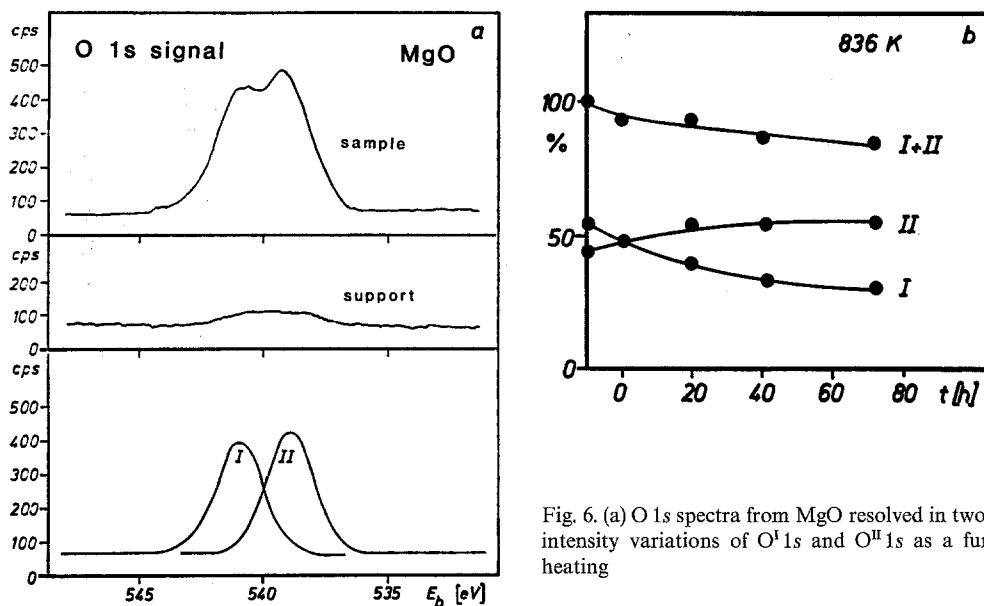 cps
O 1s signal
MgO
a
500
400
300
200
100
0
sample
cps
200
100
0
support
cps
500
400
300
200
100
0
I
II
545
540
E_b [eV]
535
836 K
b
100
%
50
0
I+II
II
I
0
20
40
60
80
t [h]
Fig. 6. (a) O 1s spectra from MgO resolved in two
intensity variations of O^I 1s and O^II 1s as a fun
heating